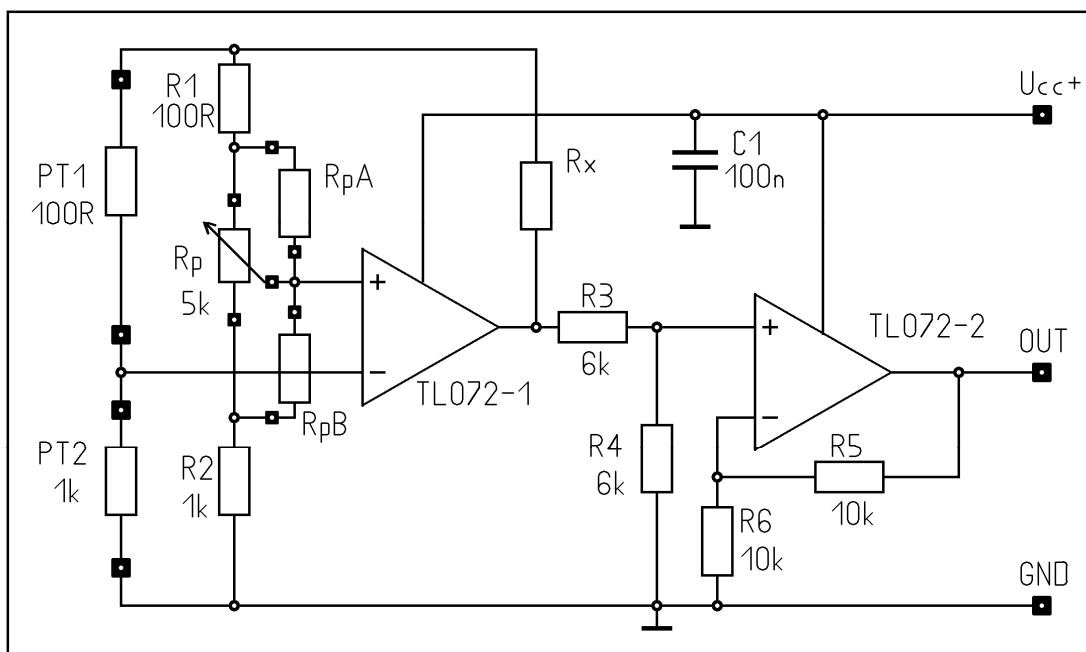 Ucc+
R1
100R
C1
100n
Rx
PT1
100R
RpA
Rp
5k
+
-
TL072-1
R3
6k
+
-
TL072-2
OUT
RpB
PT2
1k
R2
1k
R4
6k
R5
10k
R6
10k
GND